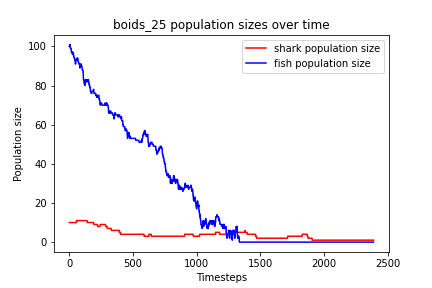 boids_25 population sizes over time
shark population size
fish population size
Population size
100
80
60
40
20
0
0 500 1000 1500 2000 2500
Timesteps